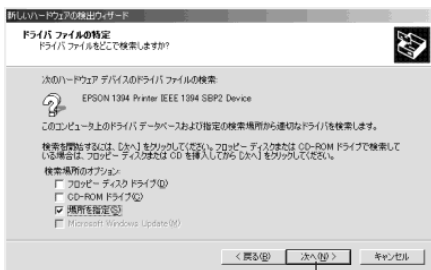 新しいハードウェアの検出ウィザード
ドライバ ファイルの特定
ドライバ ファイルをどこで検索しますか?
次のハードウェア デバイスのドライバ ファイルの検索:
EPSON 1394 Printer IEEE 1394 SBP2 Device
このコンピュータ上のドライバ データベースおよび指定の検索場所から適切なドライバを検索します。
検索を開始するには、[次へ] をクリックしてください。フロッピー ディスクまたは CD-ROM ドライブで検索して
いる場合は、フロッピー ディスクまたは CD を挿入してから [次へ] をクリックしてください。
検索場所のオプション:
フロッピー ディスク ドライブ(D)
CD-ROM ドライブ(C)
場所を指定(S)
Microsoft Windows Update(M)
< 戻る(B)
次へ(N) >
キャンセル